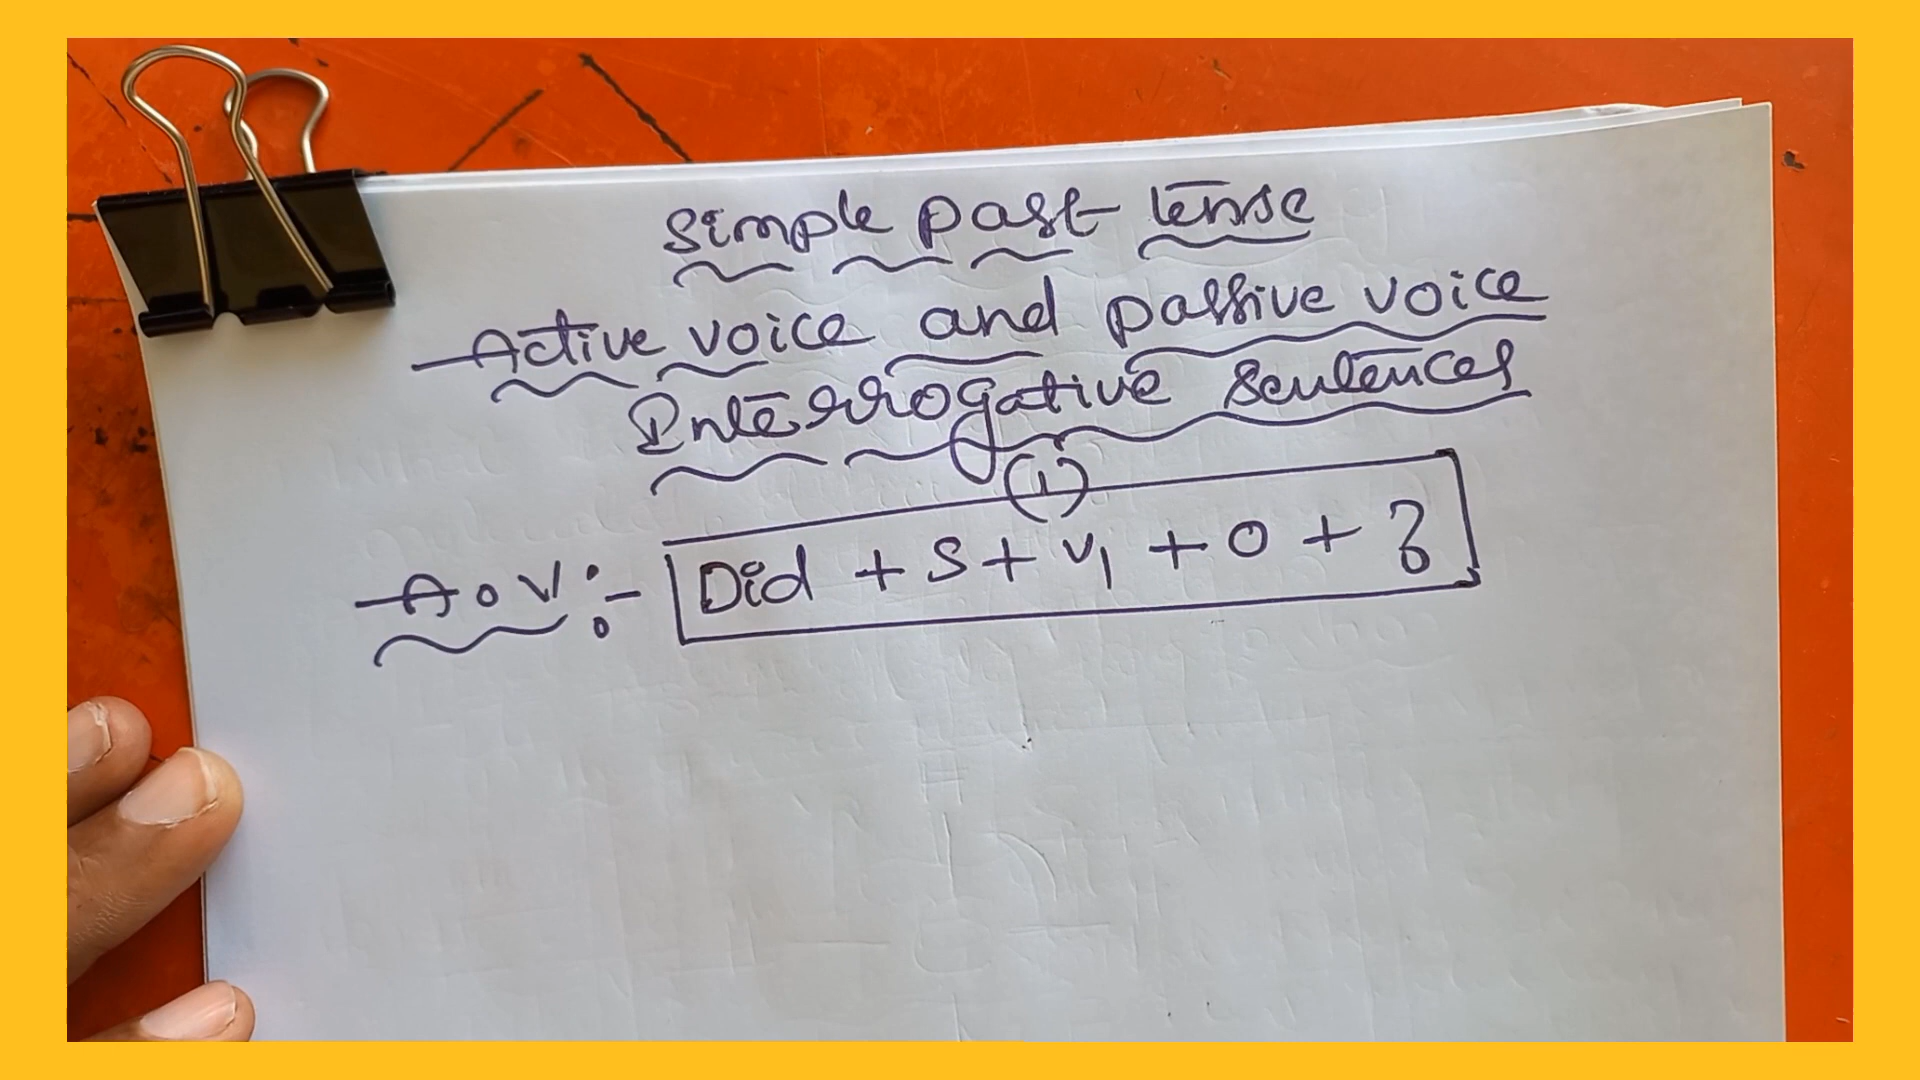 Simple past tense
Active voice and passive voice
Interrogative sentences
(1)
A.V:- Did + S + V1 + O + ?